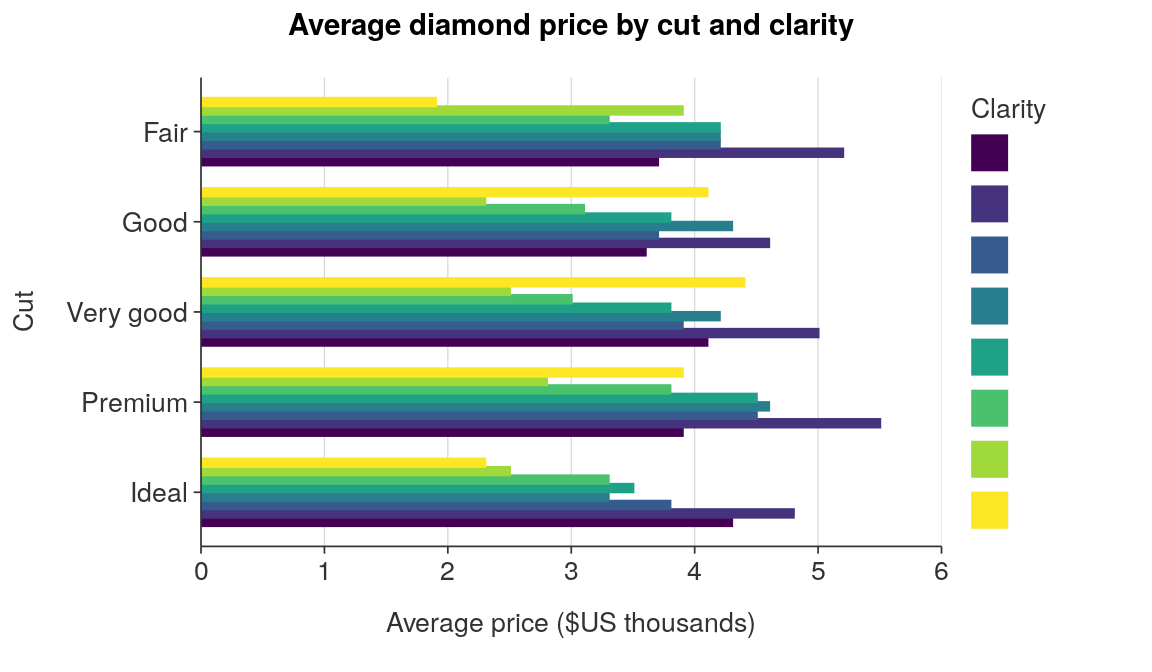 Average diamond price by cut and clarity
Clarity
Fair
Good
Very good
Premium
Ideal
Cut
0 1 2 3 4 5 6
Average price ($US thousands)